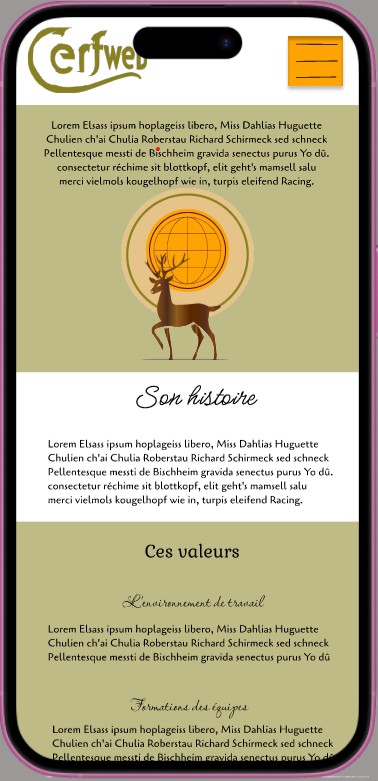 Cerfweb
Lorem Elsass ipsum hoplageiss libero, Miss Dahlias Huguette
Chulien ch'ai Chulia Roberstau Richard Schirmeck sed schneck
Pellentesque messti de Bischheim gravida senectus purus Yo dû.
consectetur réchime sit blottkopf, elit geht's mamsell salu
merci vielmols kougelhopf wie in, turpis eleifend Racing.
Son histoire
Lorem Elsass ipsum hoplageiss libero, Miss Dahlias Huguette
Chulien ch'ai Chulia Roberstau Richard Schirmeck sed schneck
Pellentesque messti de Bischheim gravida senectus purus Yo dû.
consectetur réchime sit blottkopf, elit geht's mamsell salu
merci vielmols kougelhopf wie in, turpis eleifend Racing.
Ces valeurs
L'environnement de travail
Lorem Elsass ipsum hoplageiss libero, Miss Dahlias Huguette
Chulien ch'ai Chulia Roberstau Richard Schirmeck sed schneck
Pellentesque messti de Bischheim gravida senectus purus Yo dû
Formations des équipes
Lorem Elsass ipsum hoplageiss libero, Miss Dahlias Huguette
Chulien ch'ai Chulia Roberstau Richard Schirmeck sed schneck
Pellentesque messti de Bischheim gravida senectus purus Yo dû